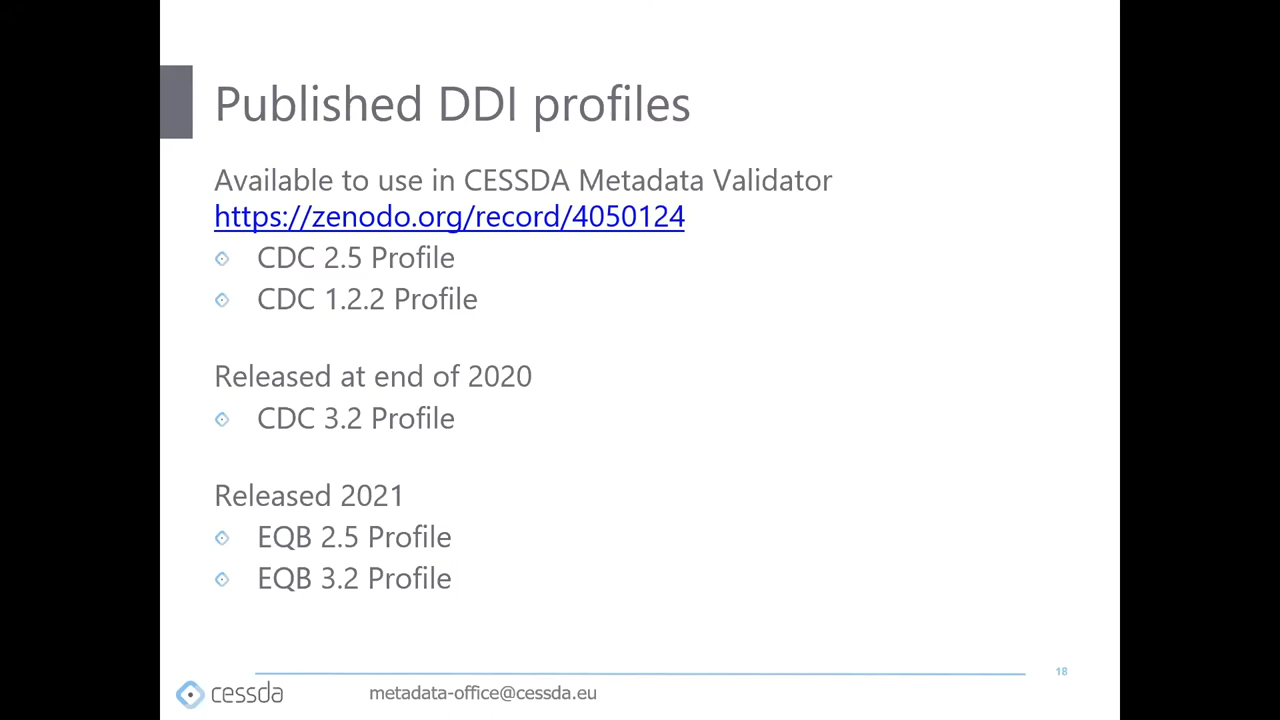 Published DDI profiles
Available to use in CESSDA Metadata Validator
https://zenodo.org/record/4050124
CDC 2.5 Profile
CDC 1.2.2 Profile
Released at end of 2020
CDC 3.2 Profile
Released 2021
EQB 2.5 Profile
EQB 3.2 Profile
18
cessda
metadata-office@cessda.eu